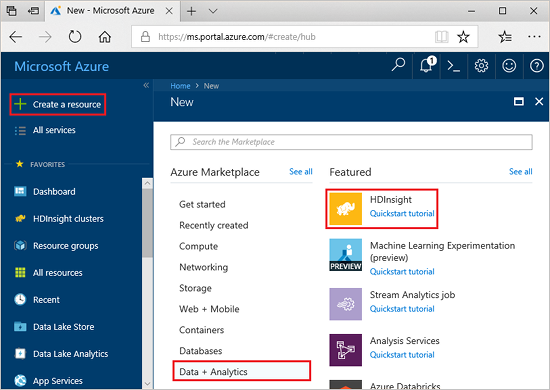 New - Microsoft Azure
https://ms.portal.azure.com/#create/hub
Microsoft Azure
1
Create a resource
All services
FAVORITES
Dashboard
HDInsight clusters
Resource groups
All resources
Recent
Data Lake Store
Data Lake Analytics
App Services
Home > New
New
Search the Marketplace
Azure Marketplace
See all
Get started
Recently created
Compute
Networking
Storage
Web + Mobile
Containers
Databases
Data + Analytics
Featured
See all
HDInsight
Quickstart tutorial
PREVIEW
Machine Learning Experimentation
(preview)
Quickstart tutorial
Stream Analytics job
Quickstart tutorial
Analysis Services
Quickstart tutorial
Azure Databricks